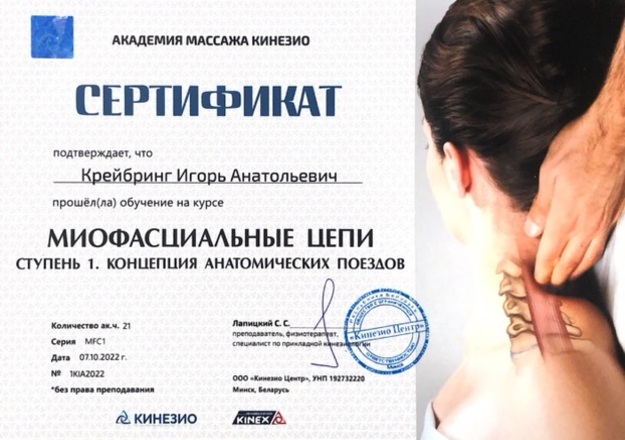 АКАДЕМИЯ МАССАЖА КИНЕЗИО
СЕРТИФИКАТ
подтверждает, что
Крейбринг Игорь Анатольевич
прошёл(ла) обучение на курсе
МИОФАСЦИАЛЬНЫЕ ЦЕПИ
СТУПЕНЬ 1. КОНЦЕПЦИЯ АНАТОМИЧЕСКИХ ПОЕЗДОВ
Количество ак.ч. 21
Серия MFC1
Дата 07.10.2022 г.
№ 1KIA2022
*без права преподавания
Лапицкий С. С.
преподаватель, физиотерапевт,
специалист по прикладной кинезиологии
ООО «Кинезио Центр», УНП 192732220
Минск, Беларусь
«Кинезио Центр»
КИНЕЗИО
KINEX